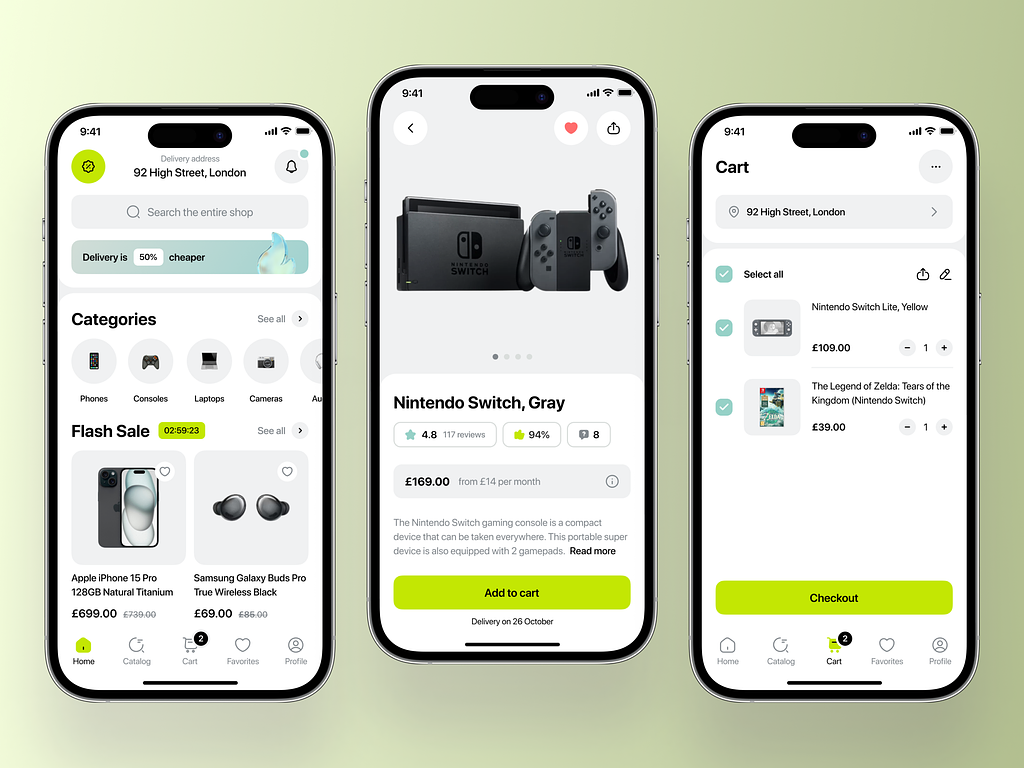 9:41
Delivery address
92 High Street, London
Search the entire shop
Delivery is 50% cheaper
Categories
See all
Phones
Consoles
Laptops
Cameras
Au
Flash Sale
02:59:23
See all
Apple iPhone 15 Pro
128GB Natural Titanium
£699.00 £739.00
Samsung Galaxy Buds Pro
True Wireless Black
£69.00 £85.00
2
Home
Catalog
Cart
Favorites
Profile
9:41
NINTENDO
SWITCH
Nintendo Switch, Gray
4.8 117 reviews
94%
8
£169.00 from £14 per month
The Nintendo Switch gaming console is a compact
device that can be taken everywhere. This portable super
device is also equipped with 2 gamepads. Read more
Add to cart
Delivery on 26 October
9:41
Cart
92 High Street, London
Select all
Nintendo Switch Lite, Yellow
£109.00
1
The Legend of Zelda: Tears of the
Kingdom (Nintendo Switch)
£39.00
1
ZELDA
Checkout
2
Home
Catalog
Cart
Favorites
Profile